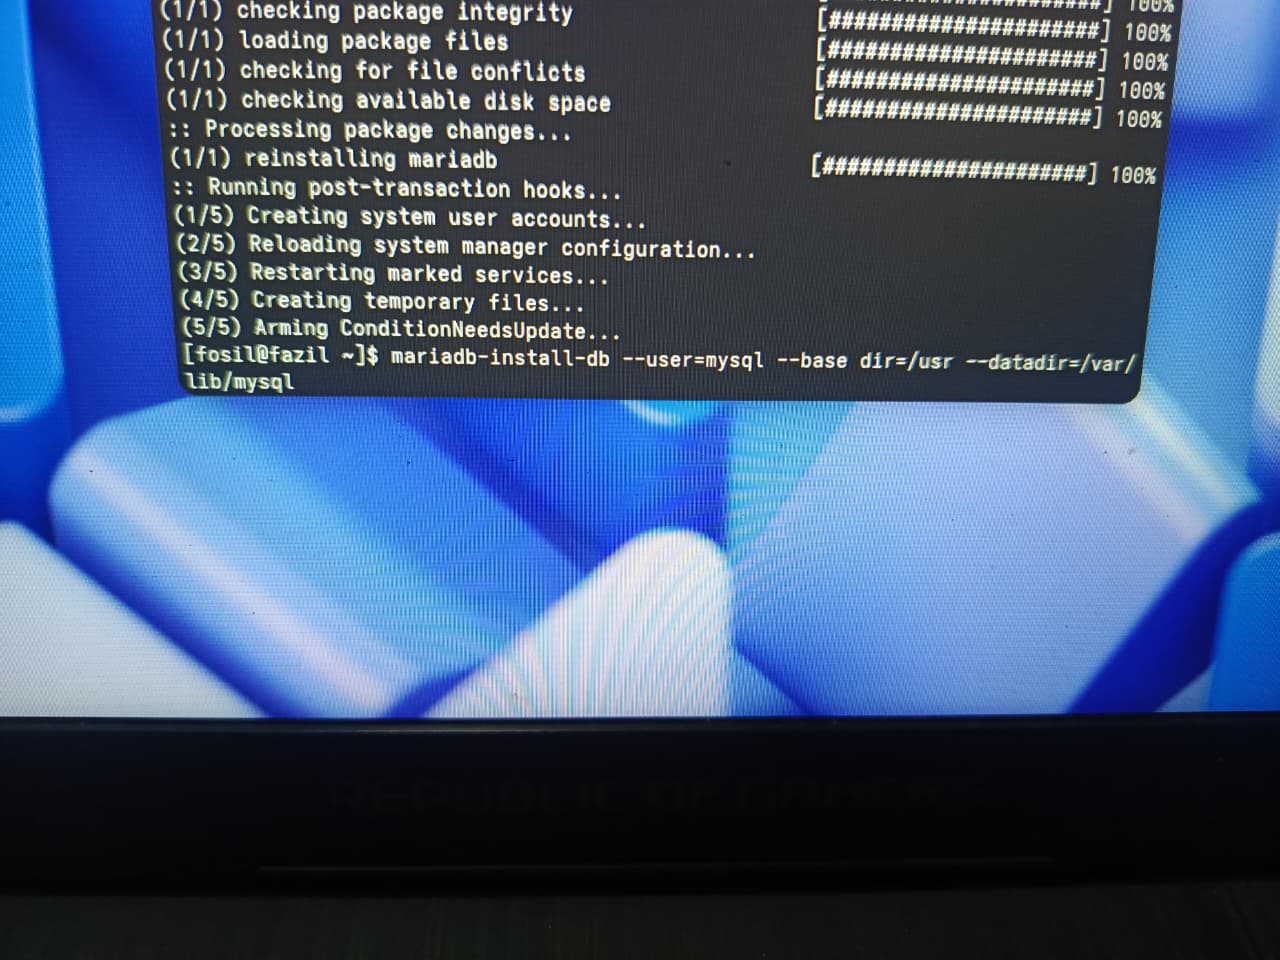 (1/1) checking package integrity [######################] 100%
(1/1) loading package files [######################] 100%
(1/1) checking for file conflicts [######################] 100%
(1/1) checking available disk space [######################] 100%
:: Processing package changes...
(1/1) reinstalling mariadb [######################] 100%
:: Running post-transaction hooks...
(1/5) Creating system user accounts...
(2/5) Reloading system manager configuration...
(3/5) Restarting marked services...
(4/5) Creating temporary files...
(5/5) Arming ConditionNeedsUpdate...
[fosil@fazil ~]$ mariadb-install-db --user=mysql --base dir=/usr --datadir=/var/
lib/mysql
REPUBLIC OF GAMERS